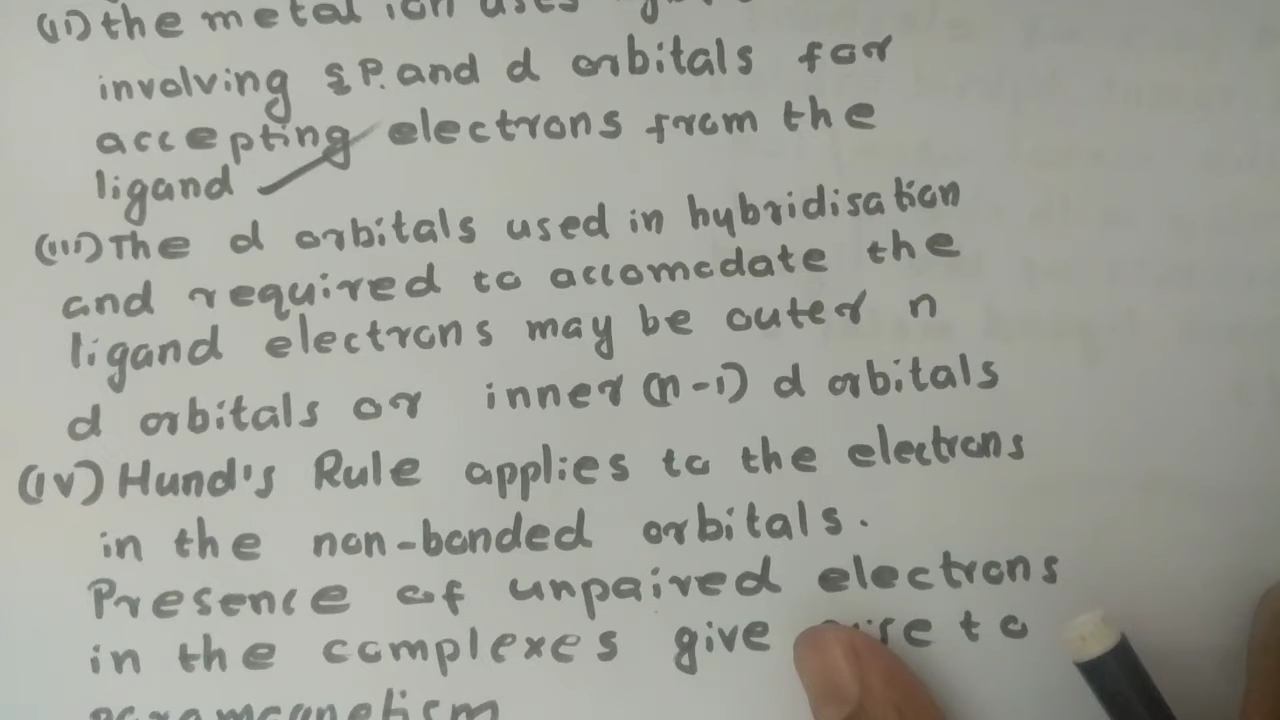 (ii) the metal ion uses
involving s, P. and d orbitals for
accepting electrons from the
ligand
(iii) The d orbitals used in hybridisation
and required to accomodate the
ligand electrons may be outer n
d orbitals or inner (n-1) d orbitals
(iv) Hund's Rule applies to the electrons
in the non-bonded orbitals.
Presence of unpaired electrons
in the complexes give to
paramagnetism